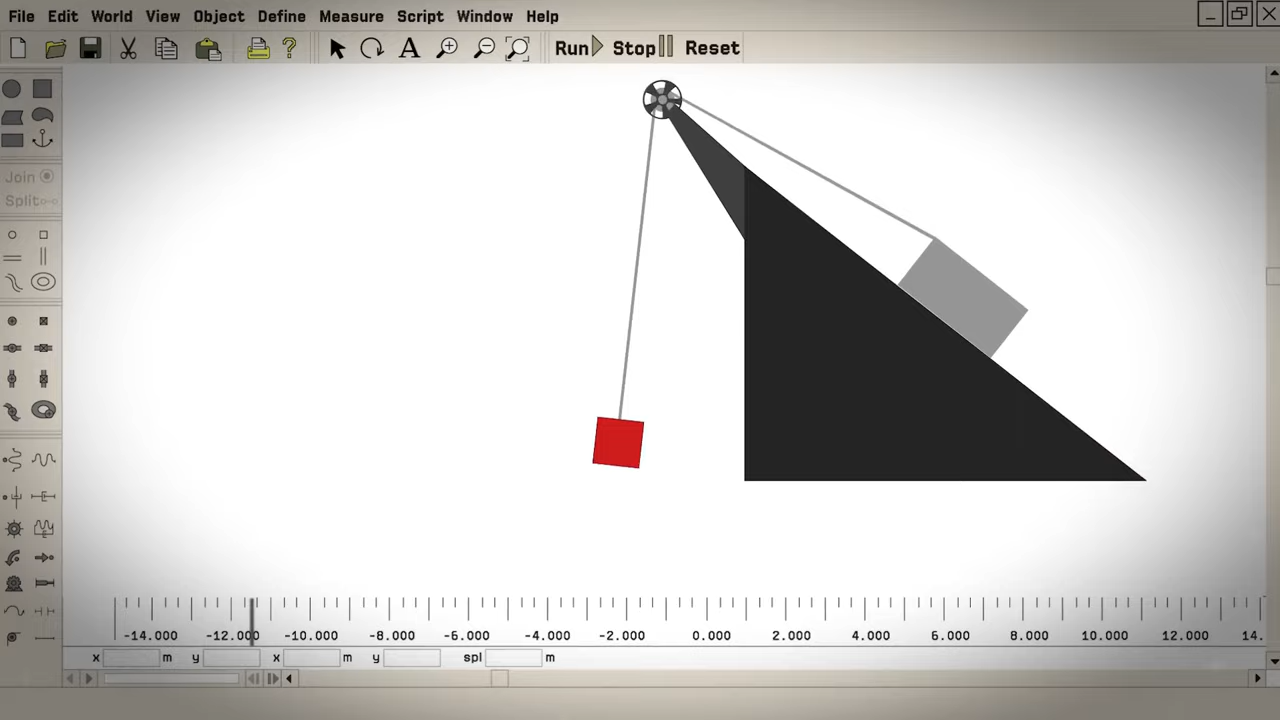 File Edit World View Object Define Measure Script Window Help
A Run Stop Reset
Join
Split
-14.000 -12.000 -10.000 -8.000 -6.000 -4.000 -2.000 0.000 2.000 4.000 6.000 8.000 10.000 12.000 14.
x m y x m y spl m